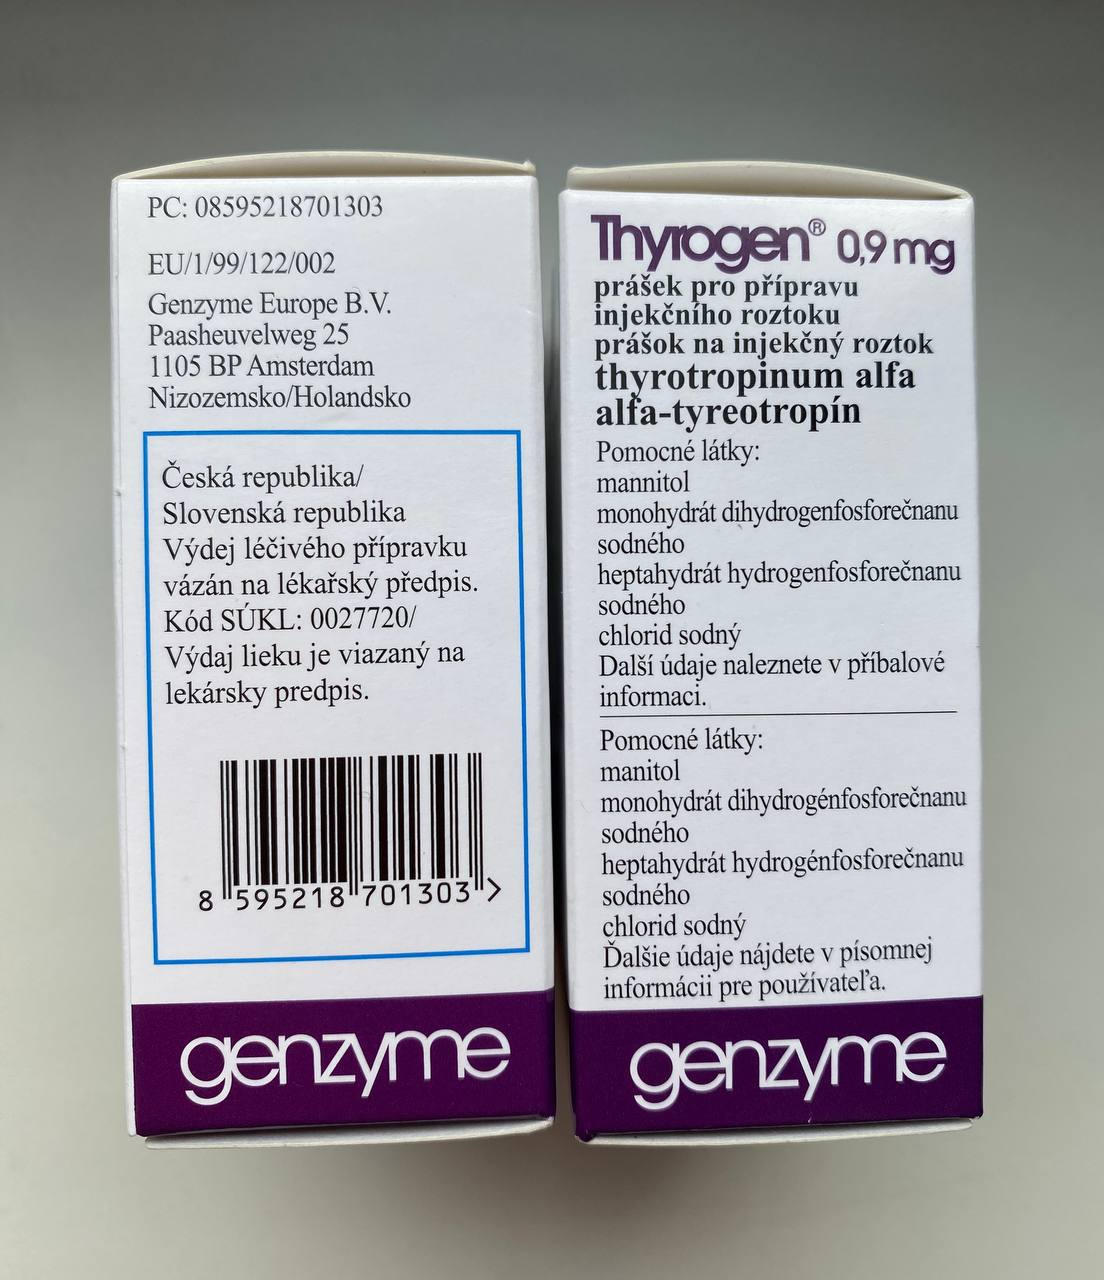 PC: 08595218701303
EU/1/99/122/002
Genzyme Europe B.V.
Paasheuvelweg 25
1105 BP Amsterdam
Nizozemsko/Holandsko
Česká republika/
Slovenská republika
Výdej léčivého přípravku
vázán na lékařský předpis.
Kód SÚKL: 0027720/
Výdaj lieku je viazaný na
lekársky predpis.
8 595218 701303 >
genzyme
Thyrogen® 0,9 mg
prášek pro přípravu
injekčního roztoku
prášok na injekčný roztok
thyrotropinum alfa
alfa-tyreotropín
Pomocné látky:
mannitol
monohydrát dihydrogenfosforečnanu
sodného
heptahydrát hydrogenfosforečnanu
sodného
chlorid sodný
Další údaje naleznete v příbalové
informaci.
Pomocné látky:
manitol
monohydrát dihydrogénfosforečnanu
sodného
heptahydrát hydrogénfosforečnanu
sodného
chlorid sodný
Ďalšie údaje nájdete v písomnej
informácii pre používateľa.
genzyme